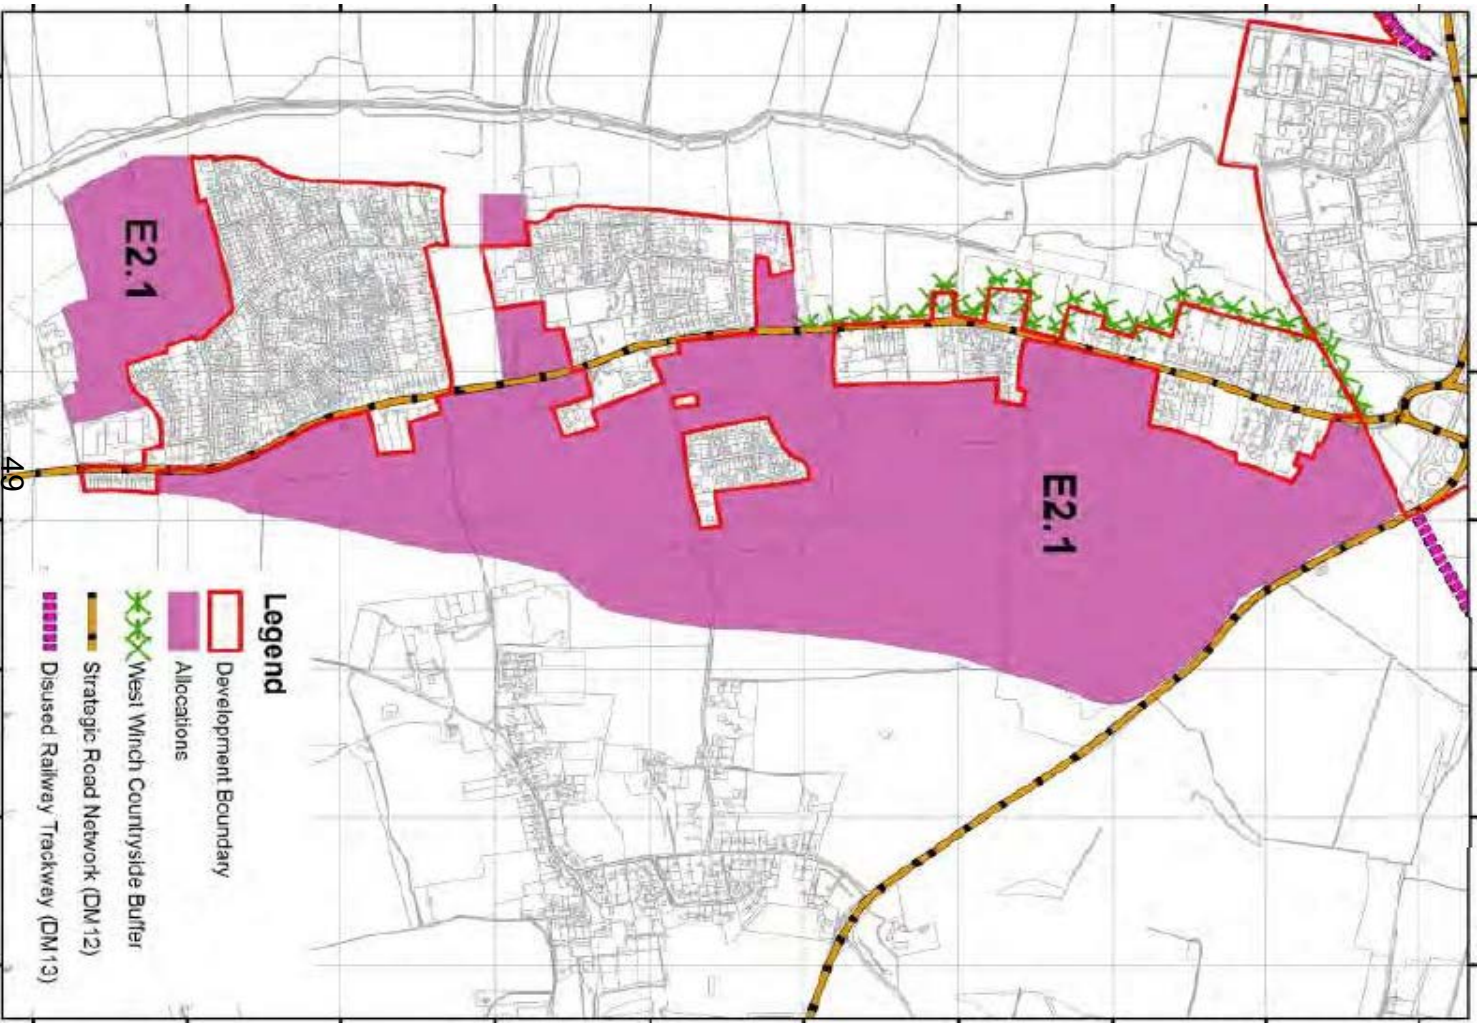 E2.1
E2.1
Legend
Development Boundary
Allocations
West Winch Countryside Buffer
Strategic Road Network (DM12)
Disused Railway Trackway (DM13)
49